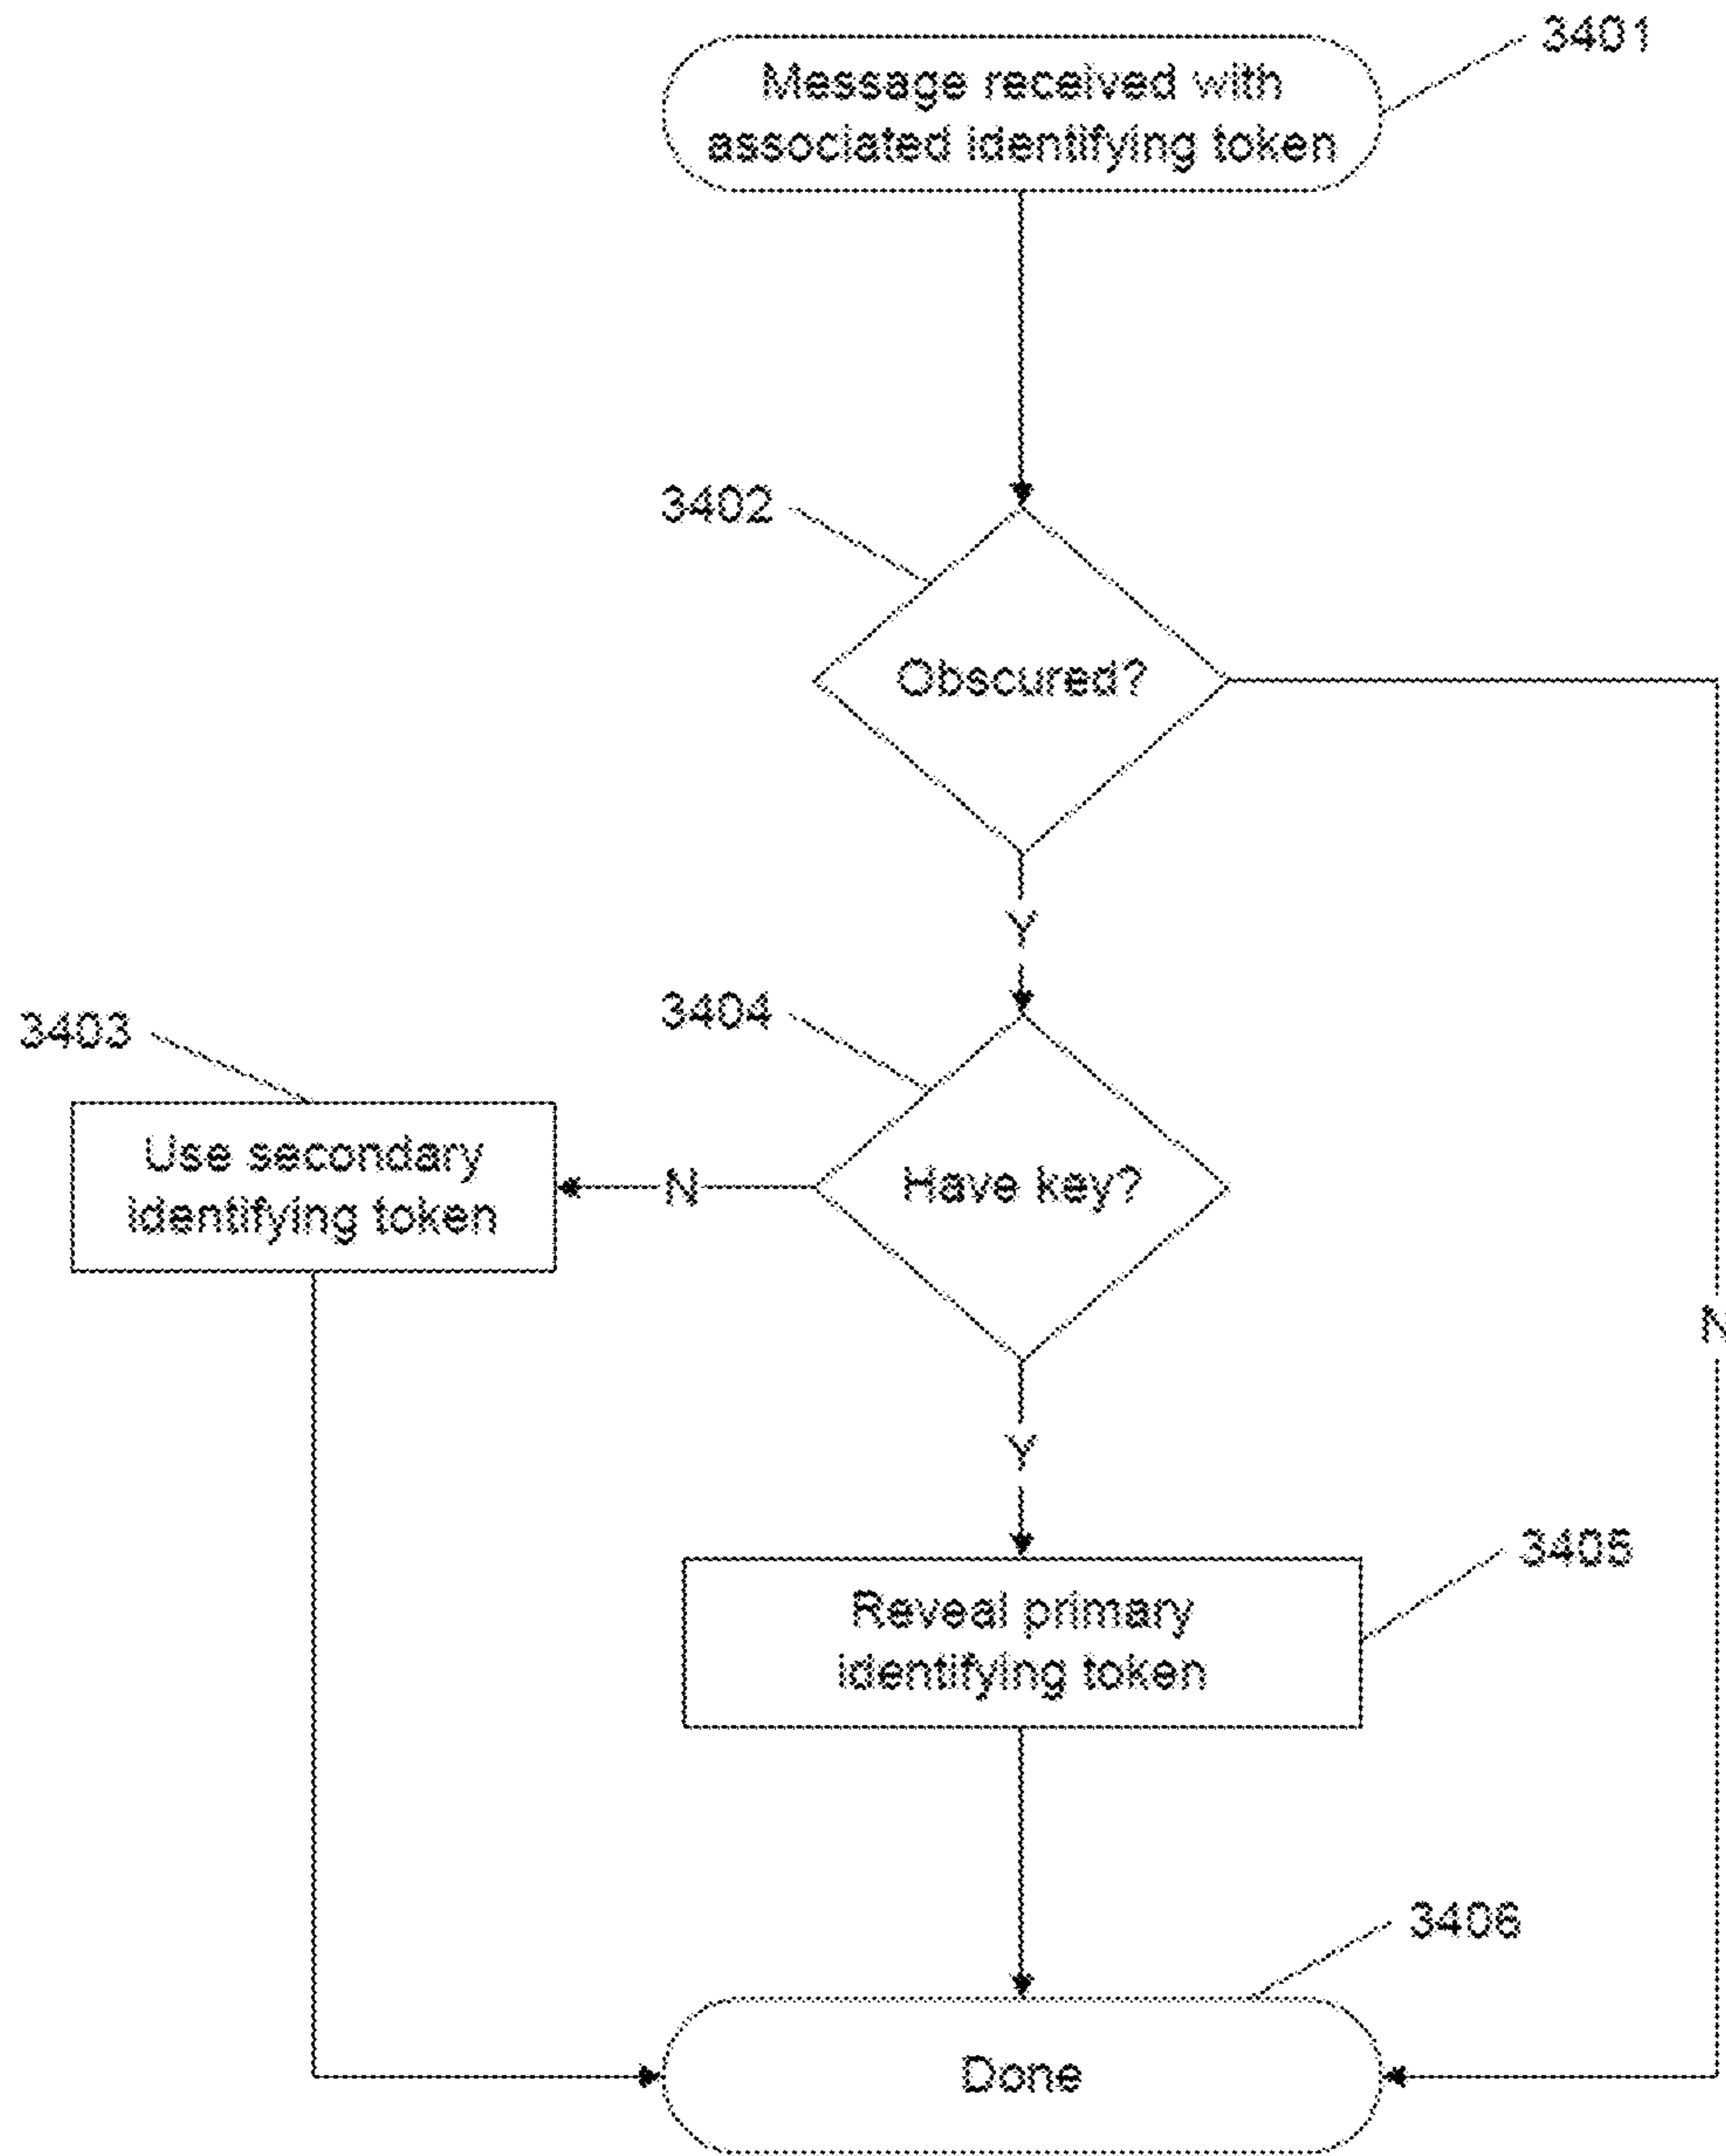 3401
Message received with
associated identifying token
3402
Obscured?
Y
3404
3403
Use secondary
identifying token
N
Have key?
N
Y
3405
Reveal primary
identifying token
3406
Done